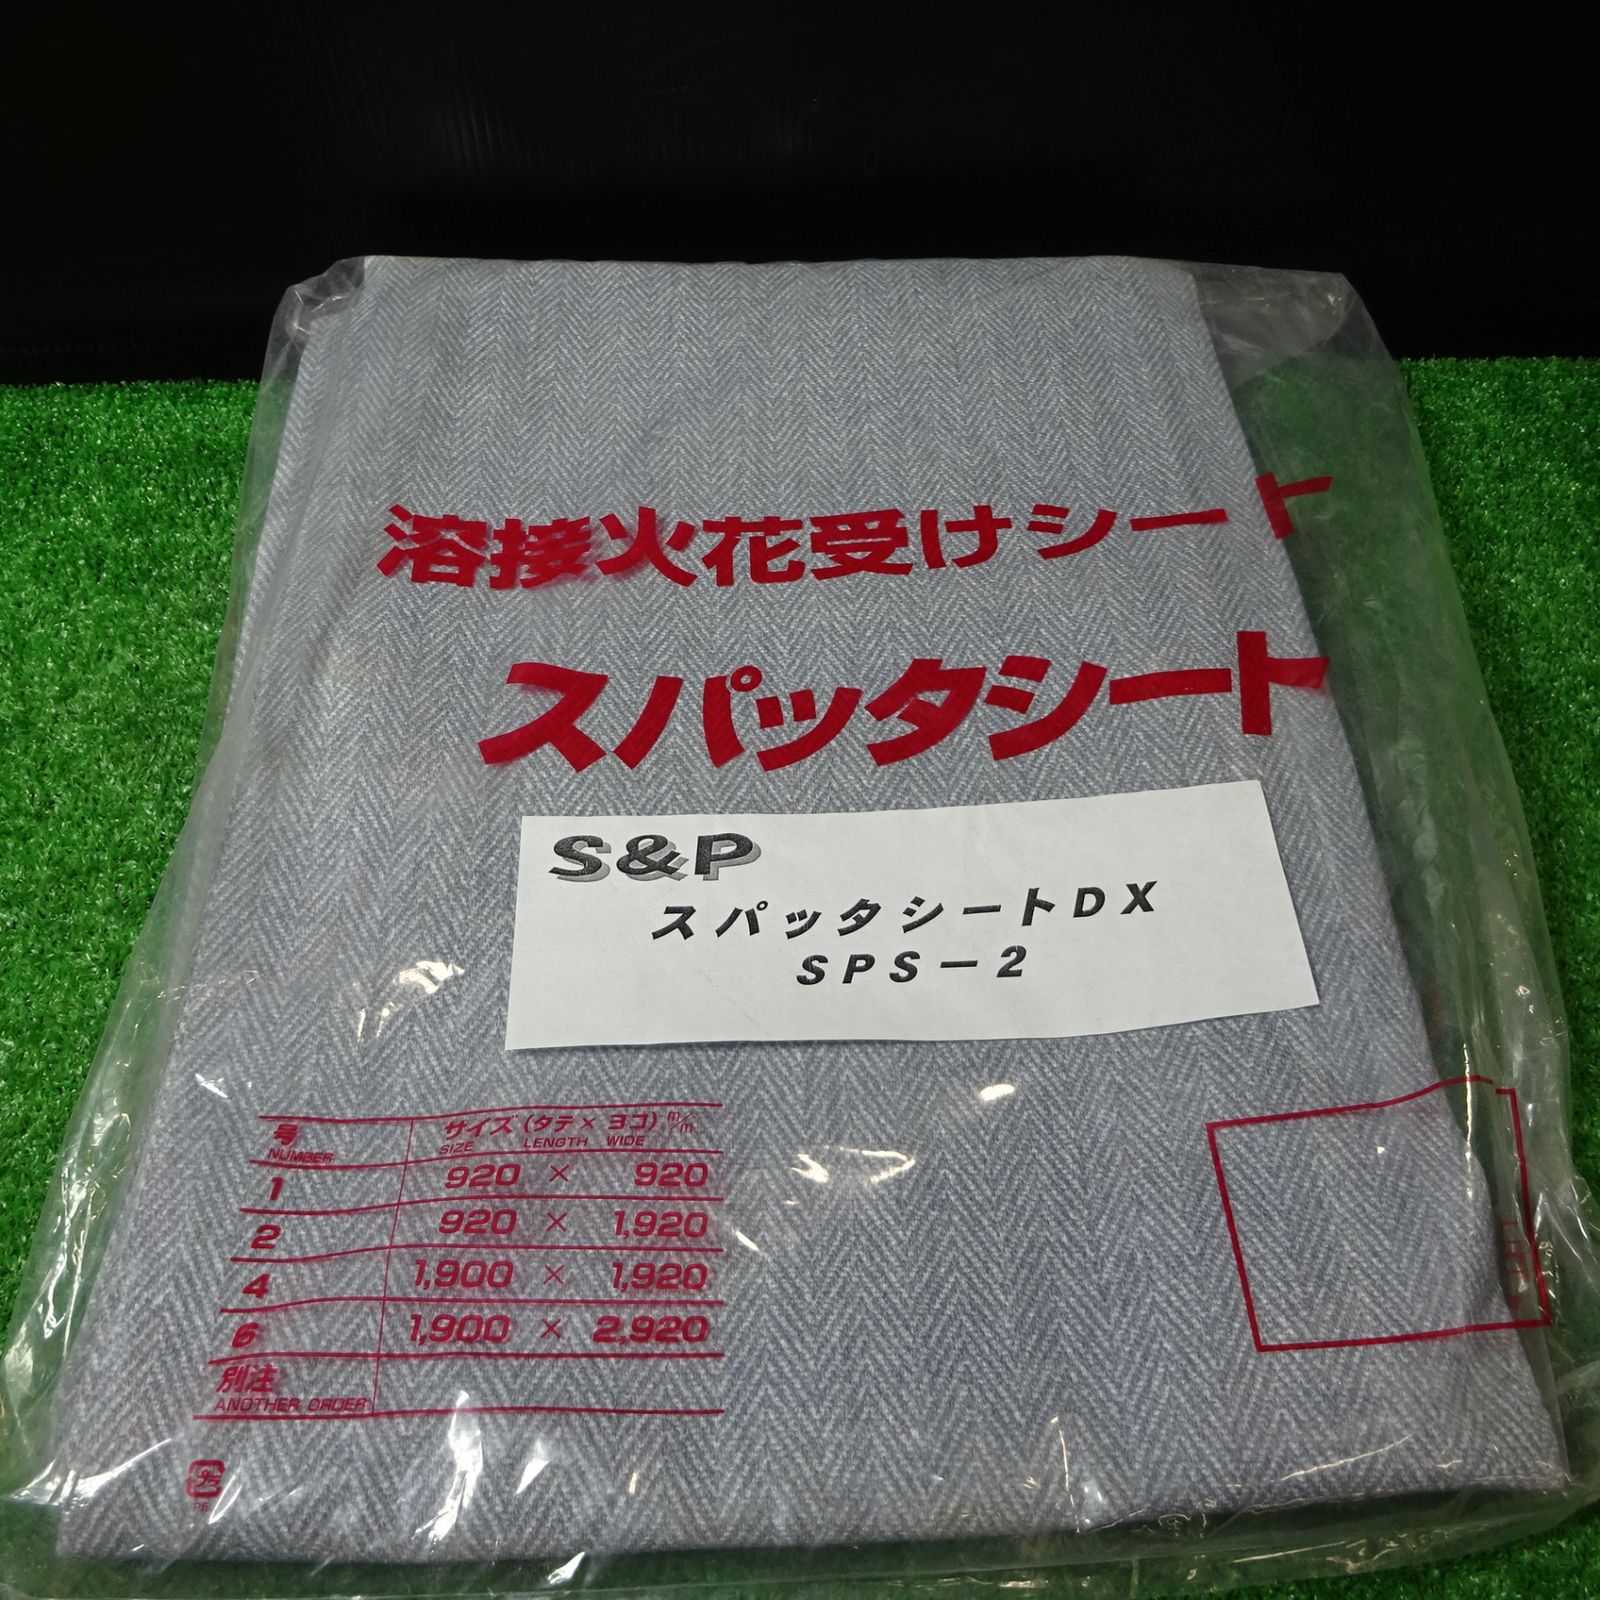 溶接火花受けシート
スパッタシート
S&P
スパッタシートDX
SPS-2
号 サイズ(タテ×ヨコ)m/m
NUMBER SIZE LENGTH WIDE
1 920 × 920
2 920 × 1,920
4 1,900 × 1,920
6 1,900 × 2,920
別注
ANOTHER ORDER
プラ
PE